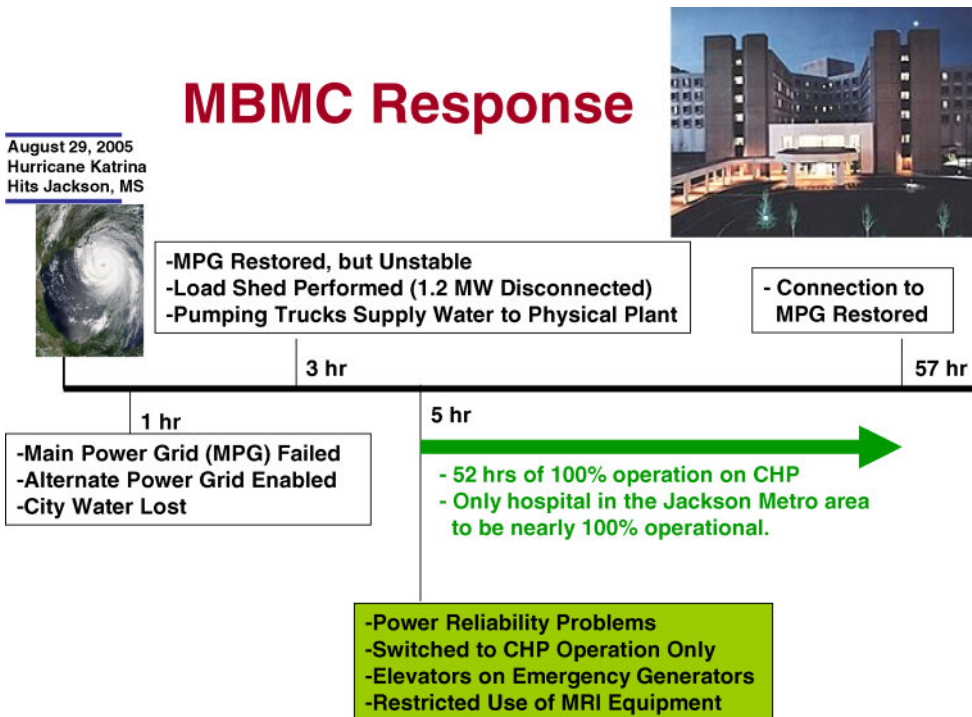 MBMC Response
August 29, 2005
Hurricane Katrina
Hits Jackson, MS
-MPG Restored, but Unstable
-Load Shed Performed (1.2 MW Disconnected)
-Pumping Trucks Supply Water to Physical Plant
- Connection to
MPG Restored
3 hr
57 hr
1 hr
5 hr
-Main Power Grid (MPG) Failed
-Alternate Power Grid Enabled
-City Water Lost
- 52 hrs of 100% operation on CHP
- Only hospital in the Jackson Metro area
to be nearly 100% operational.
-Power Reliability Problems
-Switched to CHP Operation Only
-Elevators on Emergency Generators
-Restricted Use of MRI Equipment